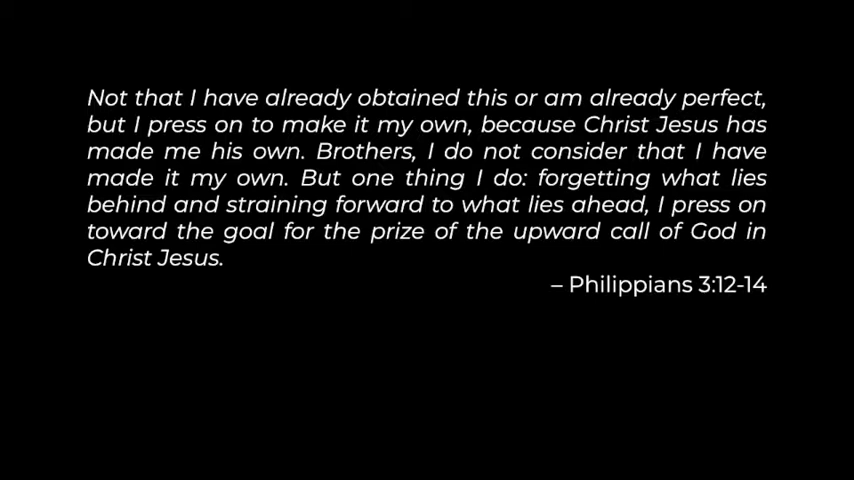 Not that I have already obtained this or am already perfect,
but I press on to make it my own, because Christ Jesus has
made me his own. Brothers, I do not consider that I have
made it my own. But one thing I do: forgetting what lies
behind and straining forward to what lies ahead, I press on
toward the goal for the prize of the upward call of God in
Christ Jesus.
– Philippians 3:12-14